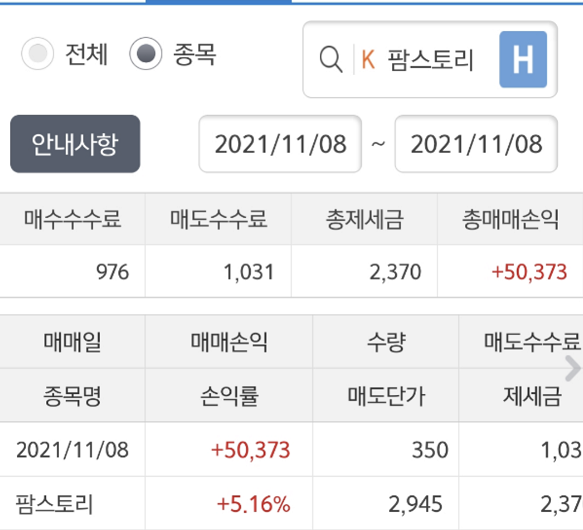 전체 종목 K 팜스토리 H
안내사항 2021/11/08 ~ 2021/11/08
매수수수료 매도수수료 총제세금 총매매손익
976 1,031 2,370 +50,373
매매일 매매손익 수량 매도수수료
종목명 손익률 매도단가 제세금
2021/11/08 +50,373 350 1,03
팜스토리 +5.16% 2,945 2,37